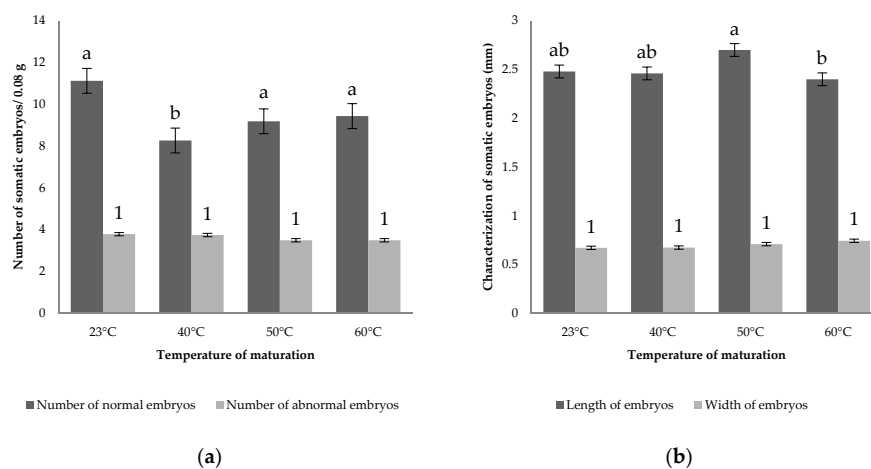 Number of somatic embryos/ 0.08 g
14
12
10
8
6
4
2
0
a
b
a
a
1
1
1
1
23°C
40°C
50°C
60°C
Temperature of maturation
Number of normal embryos
Number of abnormal embryos
(a)
Characterization of somatic embryos (mm)
3
2.5
2
1.5
1
0.5
0
ab
ab
a
b
1
1
1
1
23°C
40°C
50°C
60°C
Temperature of maturation
Length of embryos
Width of embryos
(b)